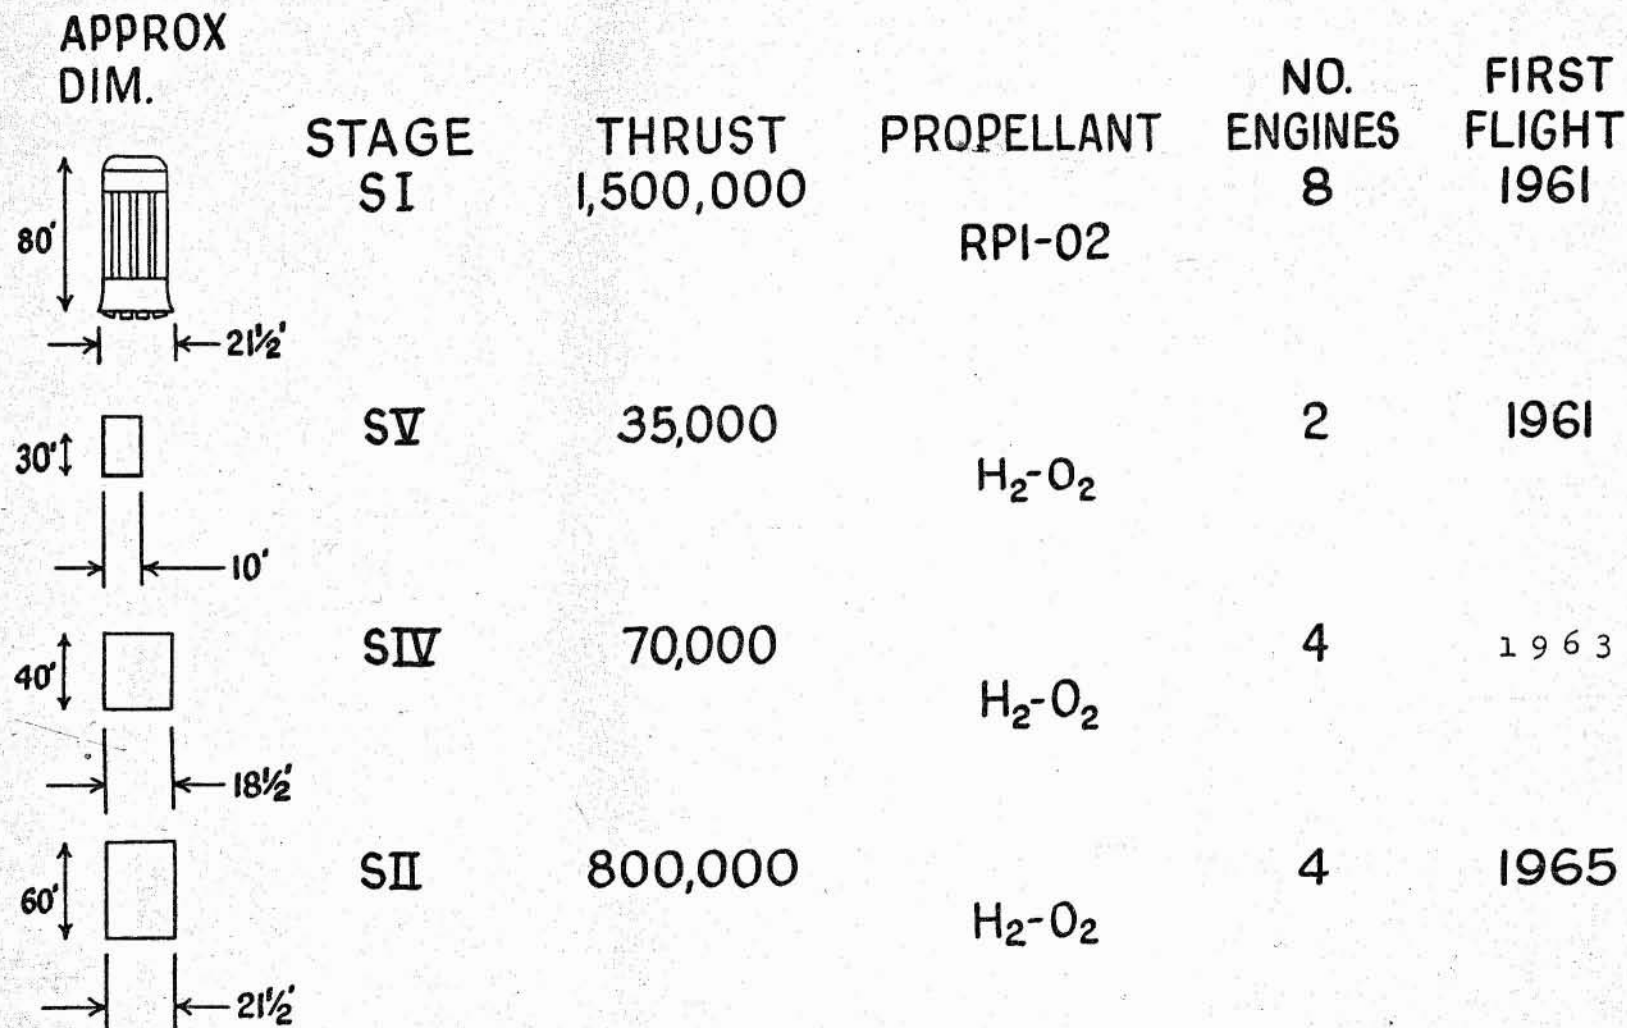 APPROX
DIM.
STAGE THRUST PROPELLANT NO. ENGINES FIRST FLIGHT
80' 21½' SI 1,500,000 RPI-O2 8 1961
30' 10' SV 35,000 H₂-O₂ 2 1961
40' 18½' SIV 70,000 H₂-O₂ 4 1963
60' 21½' SII 800,000 H₂-O₂ 4 1965